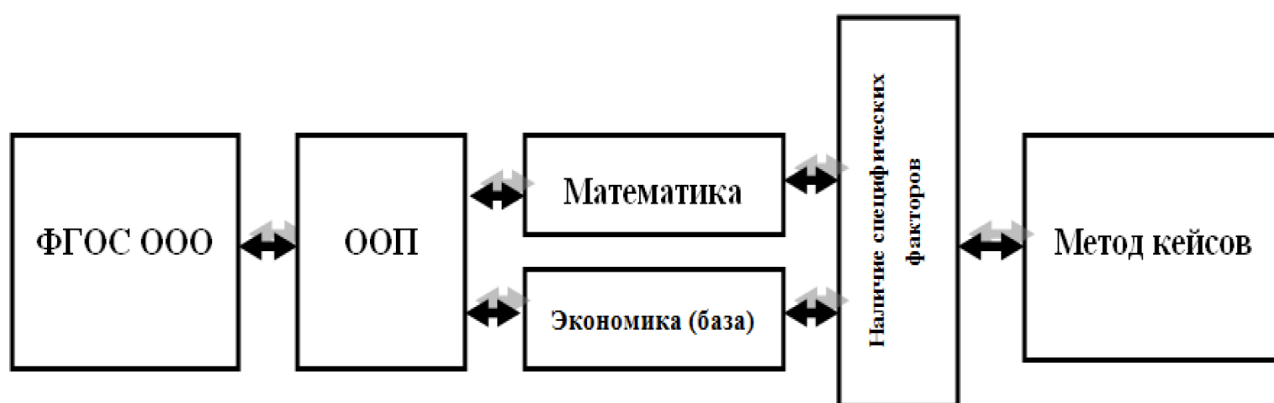 ФГОС ООО
ООП
Математика
Экономика (база)
Наличие специфических
факторов
Метод кейсов